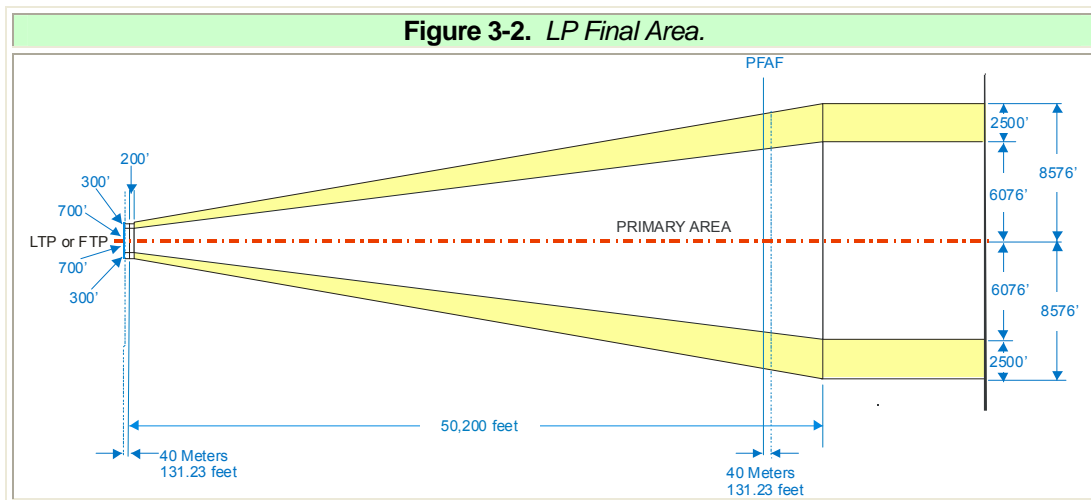 Figure 3-2. LP Final Area.
PFAF
200’
300’
700’
LTP or FTP
700’
300’
PRIMARY AREA
2500’
6076’
8576’
6076’
8576’
2500’
50,200 feet
40 Meters
131.23 feet
40 Meters
131.23 feet